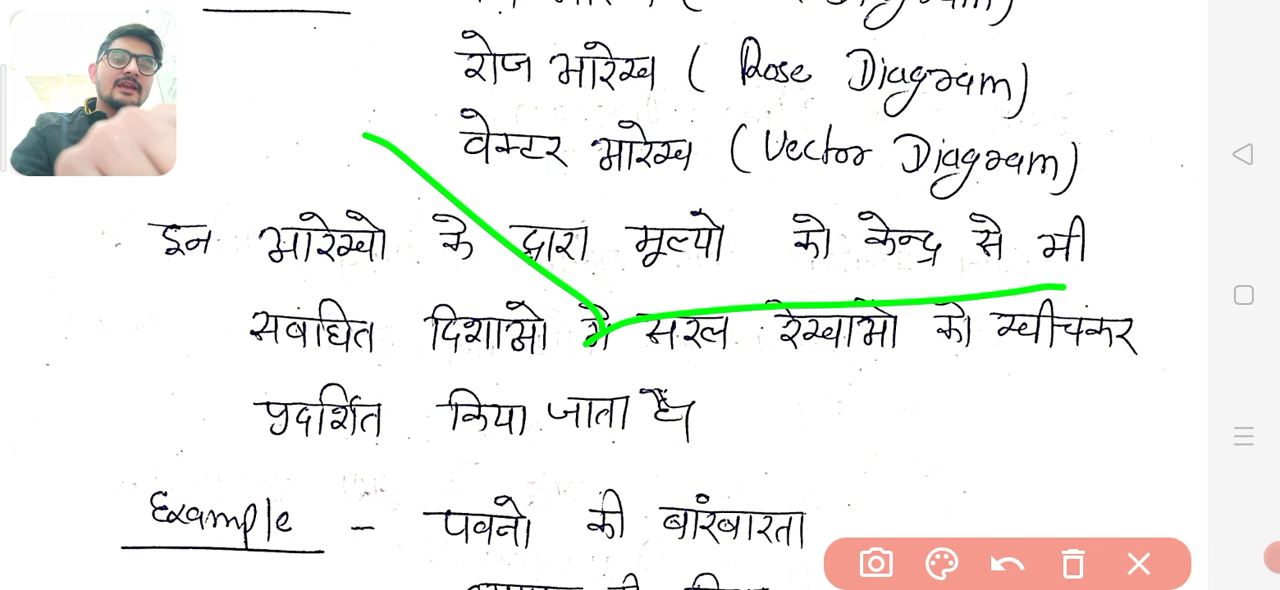 रोज आरेख ( Rose Diagram)
वेक्टर आरेख (Vector Diagram)
इन आरेखो के द्वारा मूल्यो को केन्द्र से भी
सबंधित दिशाओ मे सरल रेखाओ को खीचकर
प्रदर्शित किया जाता है।
Example - पवनो की बांरबारता